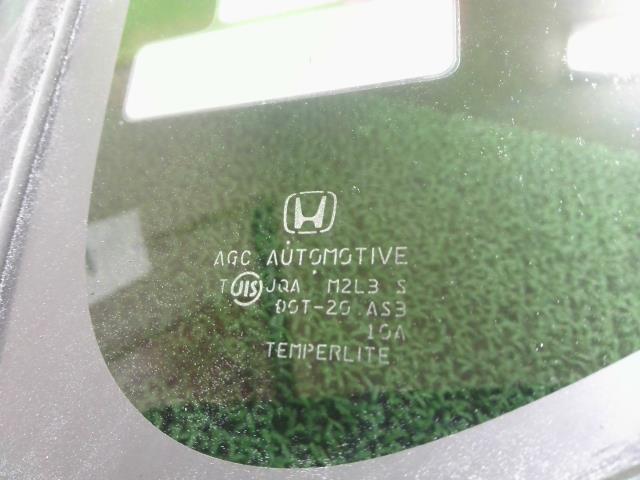 AGC AUTOMOTIVE
T JIS JQA M2L3 S
DOT-20 AS3
10A
TEMPERLITE